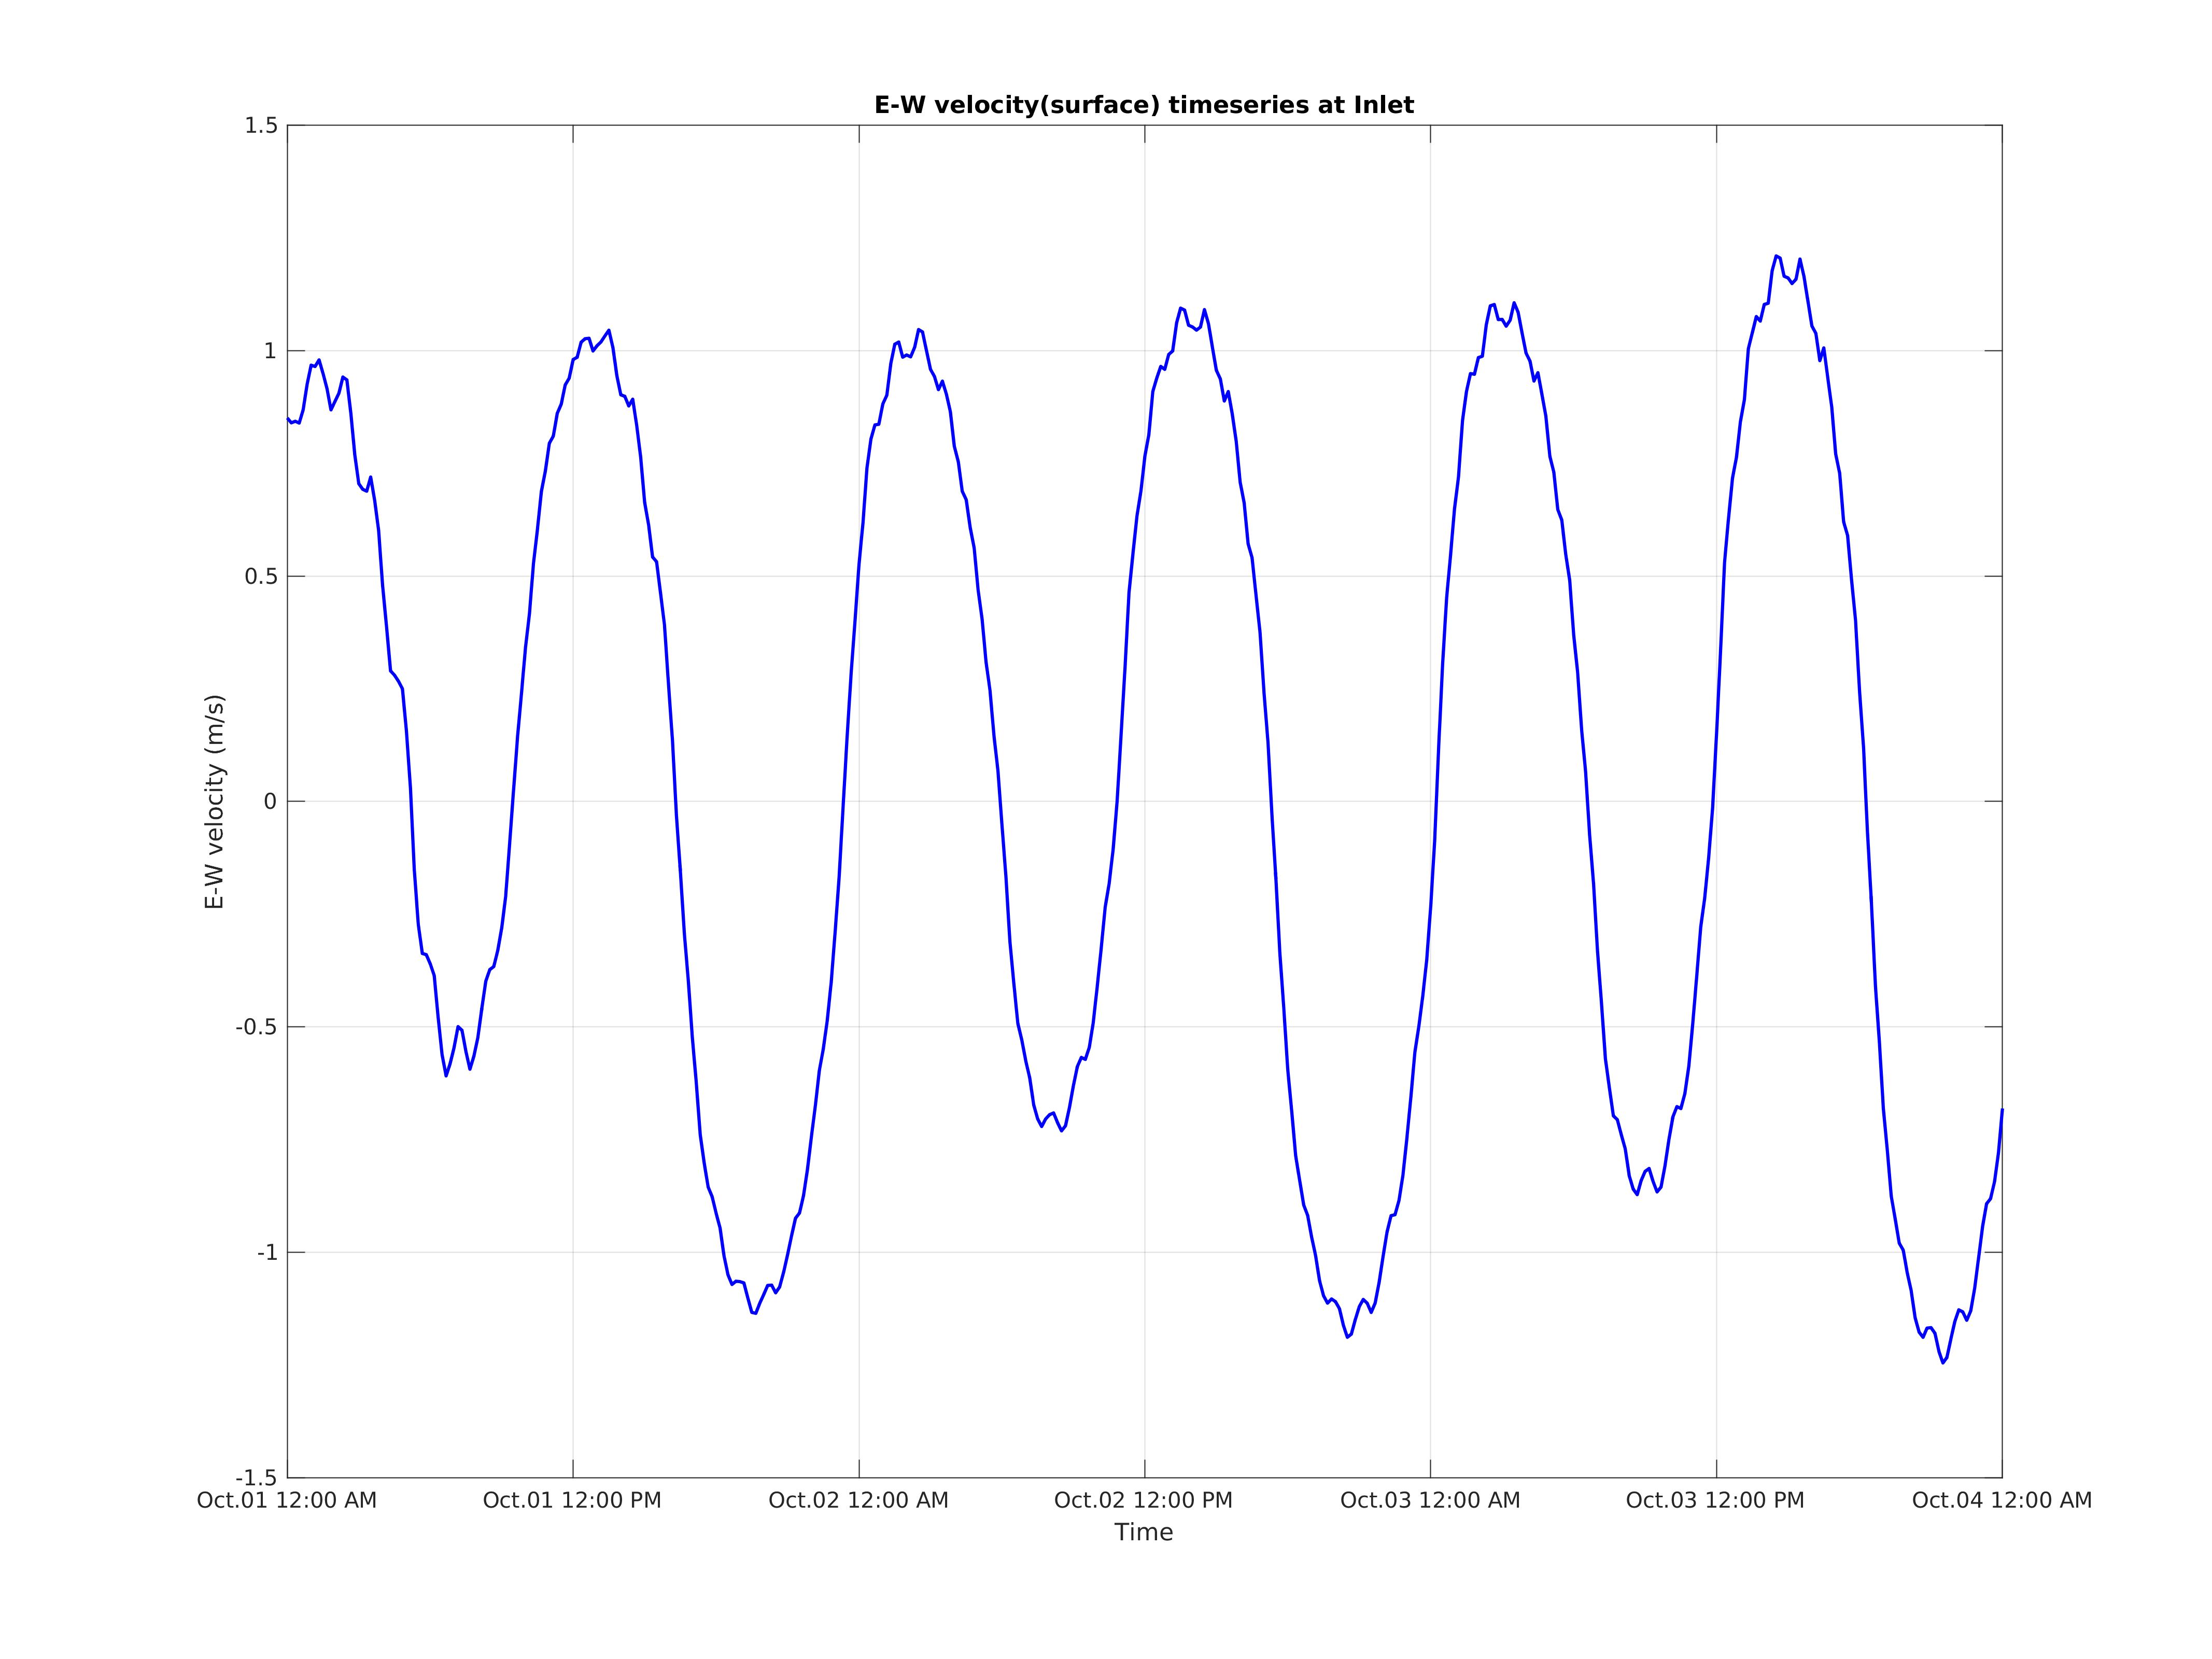 E-W velocity(surface) timeseries at Inlet
1.5
1
0.5
0
-0.5
-1
-1.5
E-W velocity (m/s)
Oct.01 12:00 AM
Oct.01 12:00 PM
Oct.02 12:00 AM
Oct.02 12:00 PM
Oct.03 12:00 AM
Oct.03 12:00 PM
Oct.04 12:00 AM
Time